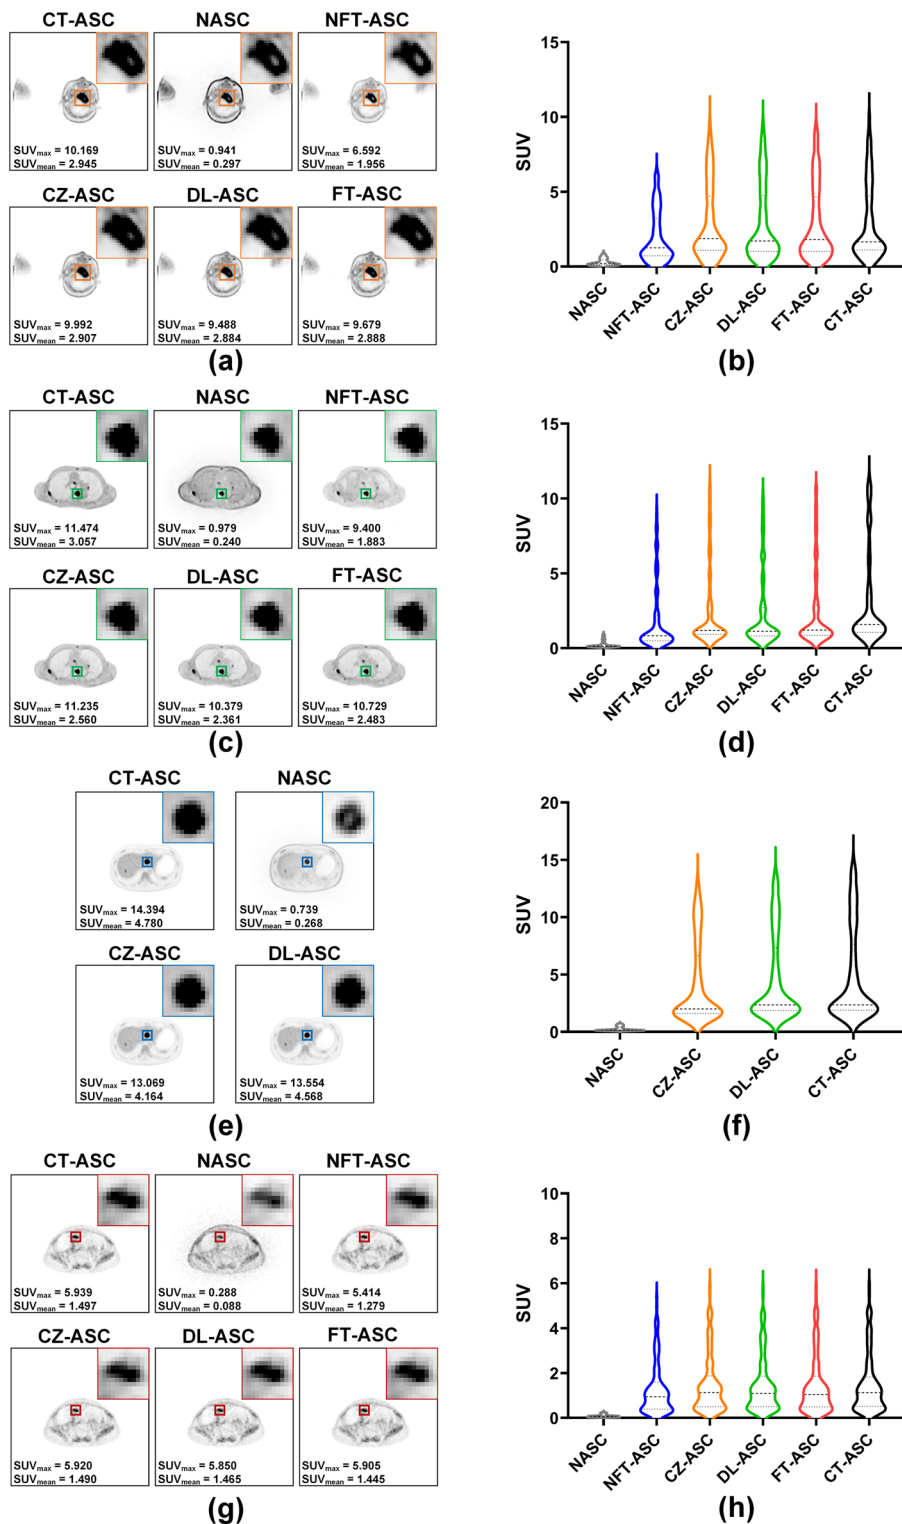 CT-ASC NASC NFT-ASC
SUVmax = 10.169 SUVmax = 0.941 SUVmax = 6.592
SUVmean = 2.945 SUVmean = 0.297 SUVmean = 1.956
CZ-ASC DL-ASC FT-ASC
SUVmax = 9.992 SUVmax = 9.488 SUVmax = 9.679
SUVmean = 2.907 SUVmean = 2.884 SUVmean = 2.888
(a)
15
10
5
0
SUV
NASC NFT-ASC CZ-ASC DL-ASC FT-ASC CT-ASC
(b)
CT-ASC NASC NFT-ASC
SUVmax = 11.474 SUVmax = 0.979 SUVmax = 9.400
SUVmean = 3.057 SUVmean = 0.240 SUVmean = 1.883
CZ-ASC DL-ASC FT-ASC
SUVmax = 11.235 SUVmax = 10.379 SUVmax = 10.729
SUVmean = 2.560 SUVmean = 2.361 SUVmean = 2.483
(c)
15
10
5
0
SUV
NASC NFT-ASC CZ-ASC DL-ASC FT-ASC CT-ASC
(d)
CT-ASC NASC
SUVmax = 14.394 SUVmax = 0.739
SUVmean = 4.780 SUVmean = 0.268
CZ-ASC DL-ASC
SUVmax = 13.069 SUVmax = 13.554
SUVmean = 4.164 SUVmean = 4.568
(e)
20
15
10
5
0
SUV
NASC CZ-ASC DL-ASC CT-ASC
(f)
CT-ASC NASC NFT-ASC
SUVmax = 5.939 SUVmax = 0.288 SUVmax = 5.414
SUVmean = 1.497 SUVmean = 0.088 SUVmean = 1.279
CZ-ASC DL-ASC FT-ASC
SUVmax = 5.920 SUVmax = 5.850 SUVmax = 5.905
SUVmean = 1.490 SUVmean = 1.465 SUVmean = 1.445
(g)
10
8
6
4
2
0
SUV
NASC NFT-ASC CZ-ASC DL-ASC FT-ASC CT-ASC
(h)